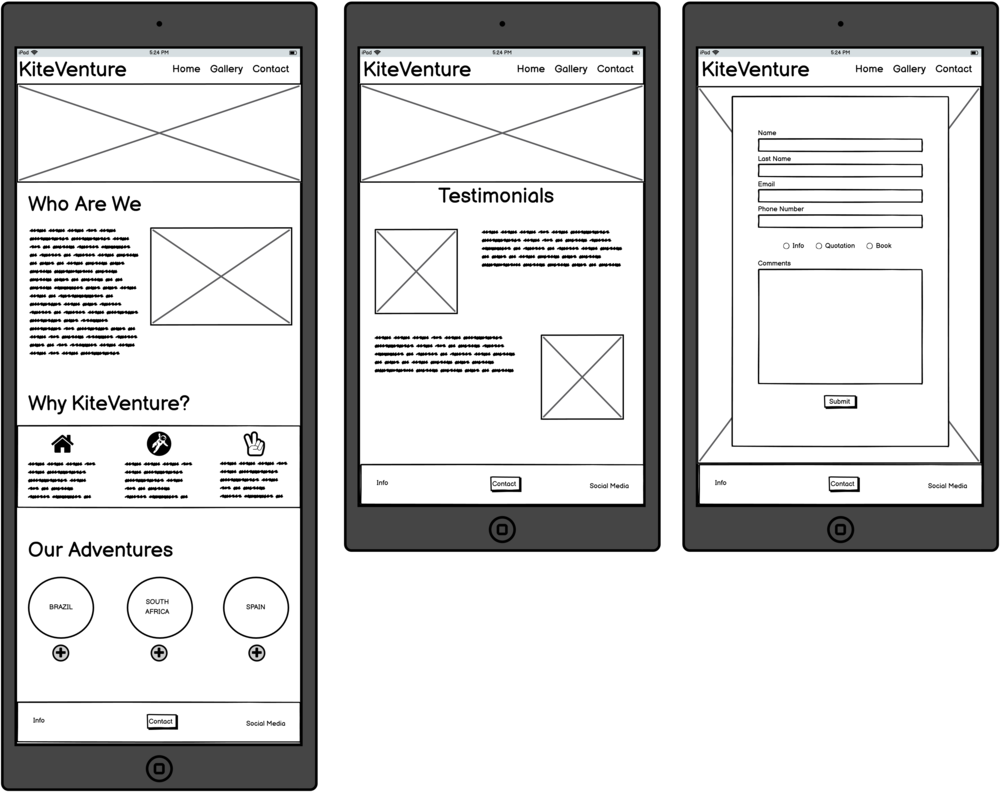 iPod 5:24 PM
KiteVenture Home Gallery Contact
Who Are We
Why KiteVenture?
Our Adventures
BRAZIL
SOUTH
AFRICA
SPAIN
Info Contact Social Media
iPad 5:24 PM
KiteVenture Home Gallery Contact
Testimonials
Info Contact Social Media
iPad 5:24 PM
KiteVenture Home Gallery Contact
Name
Last Name
Email
Phone Number
Info Quotation Book
Comments
Submit
Info Contact Social Media